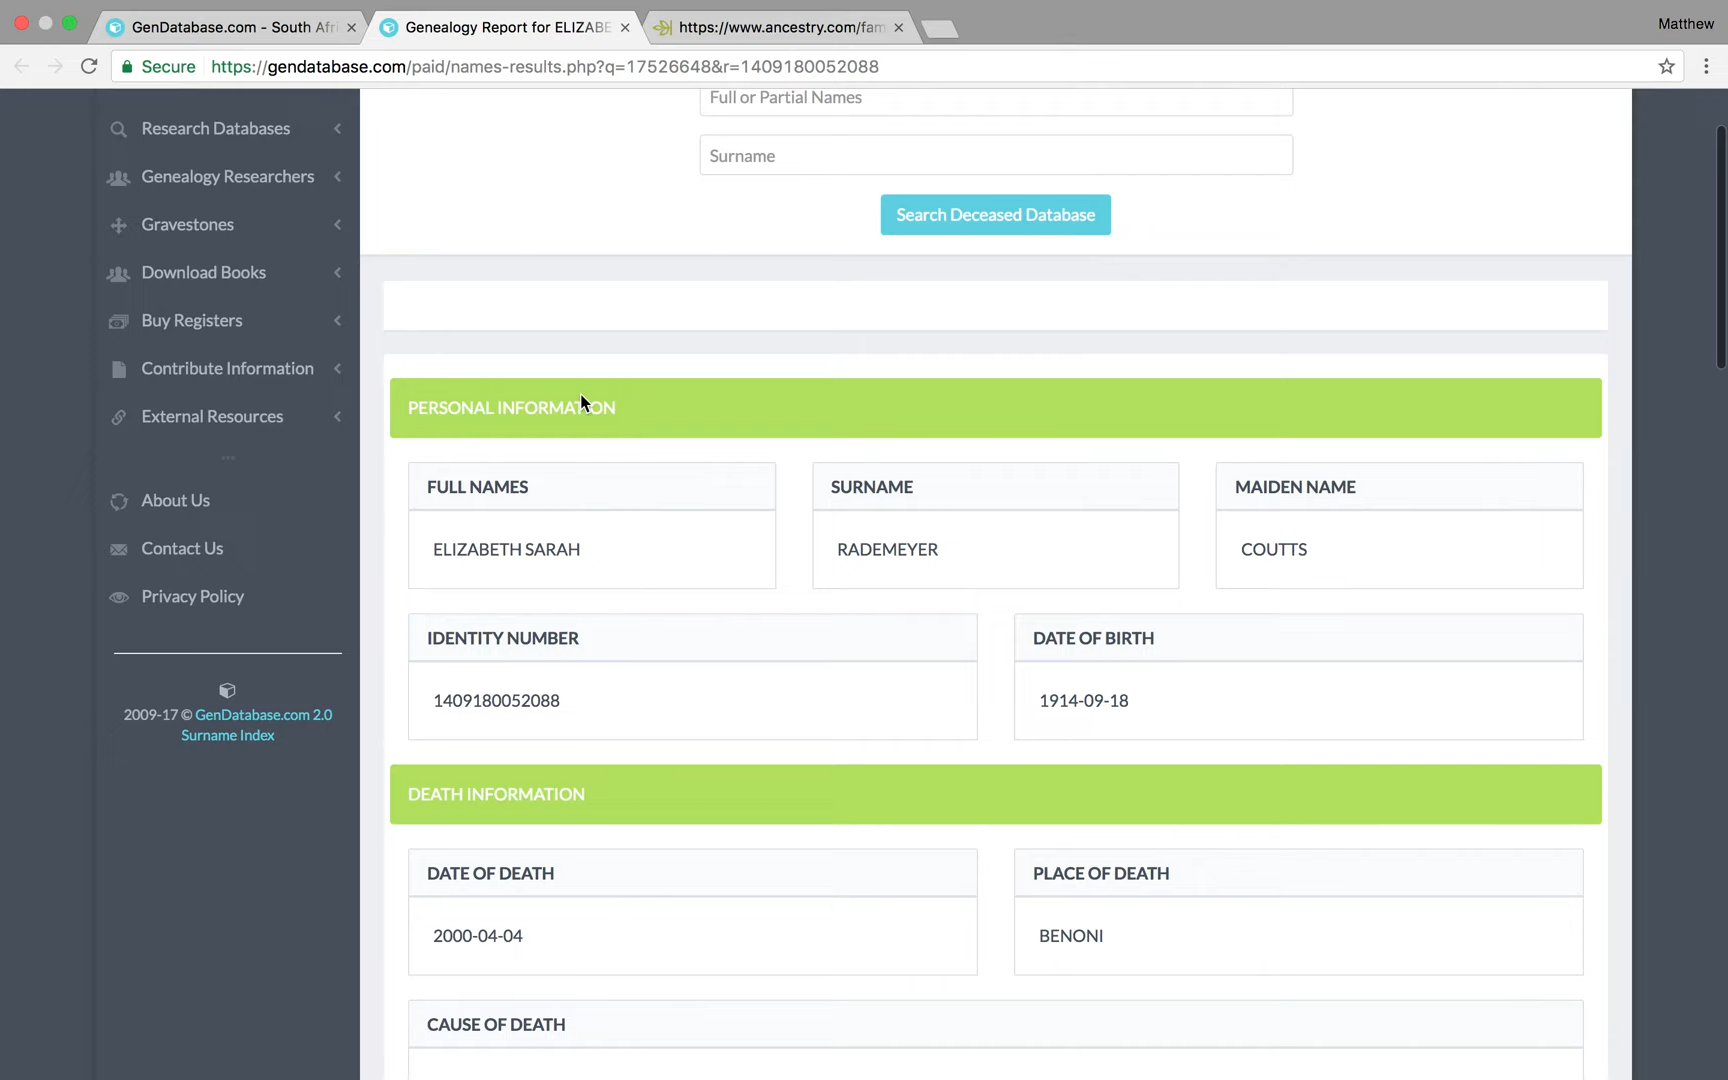 GenDatabase.com - South Afri
Genealogy Report for ELIZABE
https://www.ancestry.com/fam
Matthew
Secure https://gendatabase.com/paid/names-results.php?q=17526648&r=1409180052088
Research Databases
Genealogy Researchers
Gravestones
Download Books
Buy Registers
Contribute Information
External Resources
...
About Us
Contact Us
Privacy Policy
2009-17 © GenDatabase.com 2.0
Surname Index
Full or Partial Names
Surname
Search Deceased Database
PERSONAL INFORMATION
FULL NAMES
ELIZABETH SARAH
SURNAME
RADEMEYER
MAIDEN NAME
COUTTS
IDENTITY NUMBER
1409180052088
DATE OF BIRTH
1914-09-18
DEATH INFORMATION
DATE OF DEATH
2000-04-04
PLACE OF DEATH
BENONI
CAUSE OF DEATH